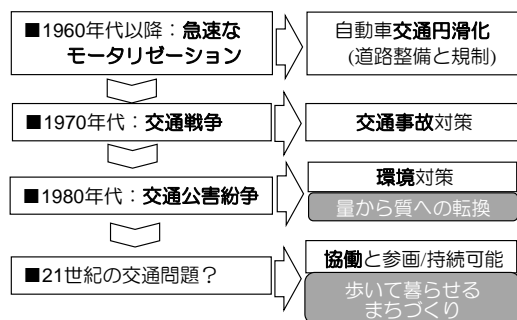 ■1960年代以降：急速な
モータリゼーション
自動車交通円滑化
(道路整備と規制)
■1970年代：交通戦争
交通事故対策
■1980年代：交通公害紛争
環境対策
量から質への転換
■21世紀の交通問題？
協働と参画/持続可能
歩いて暮らせる
まちづくり